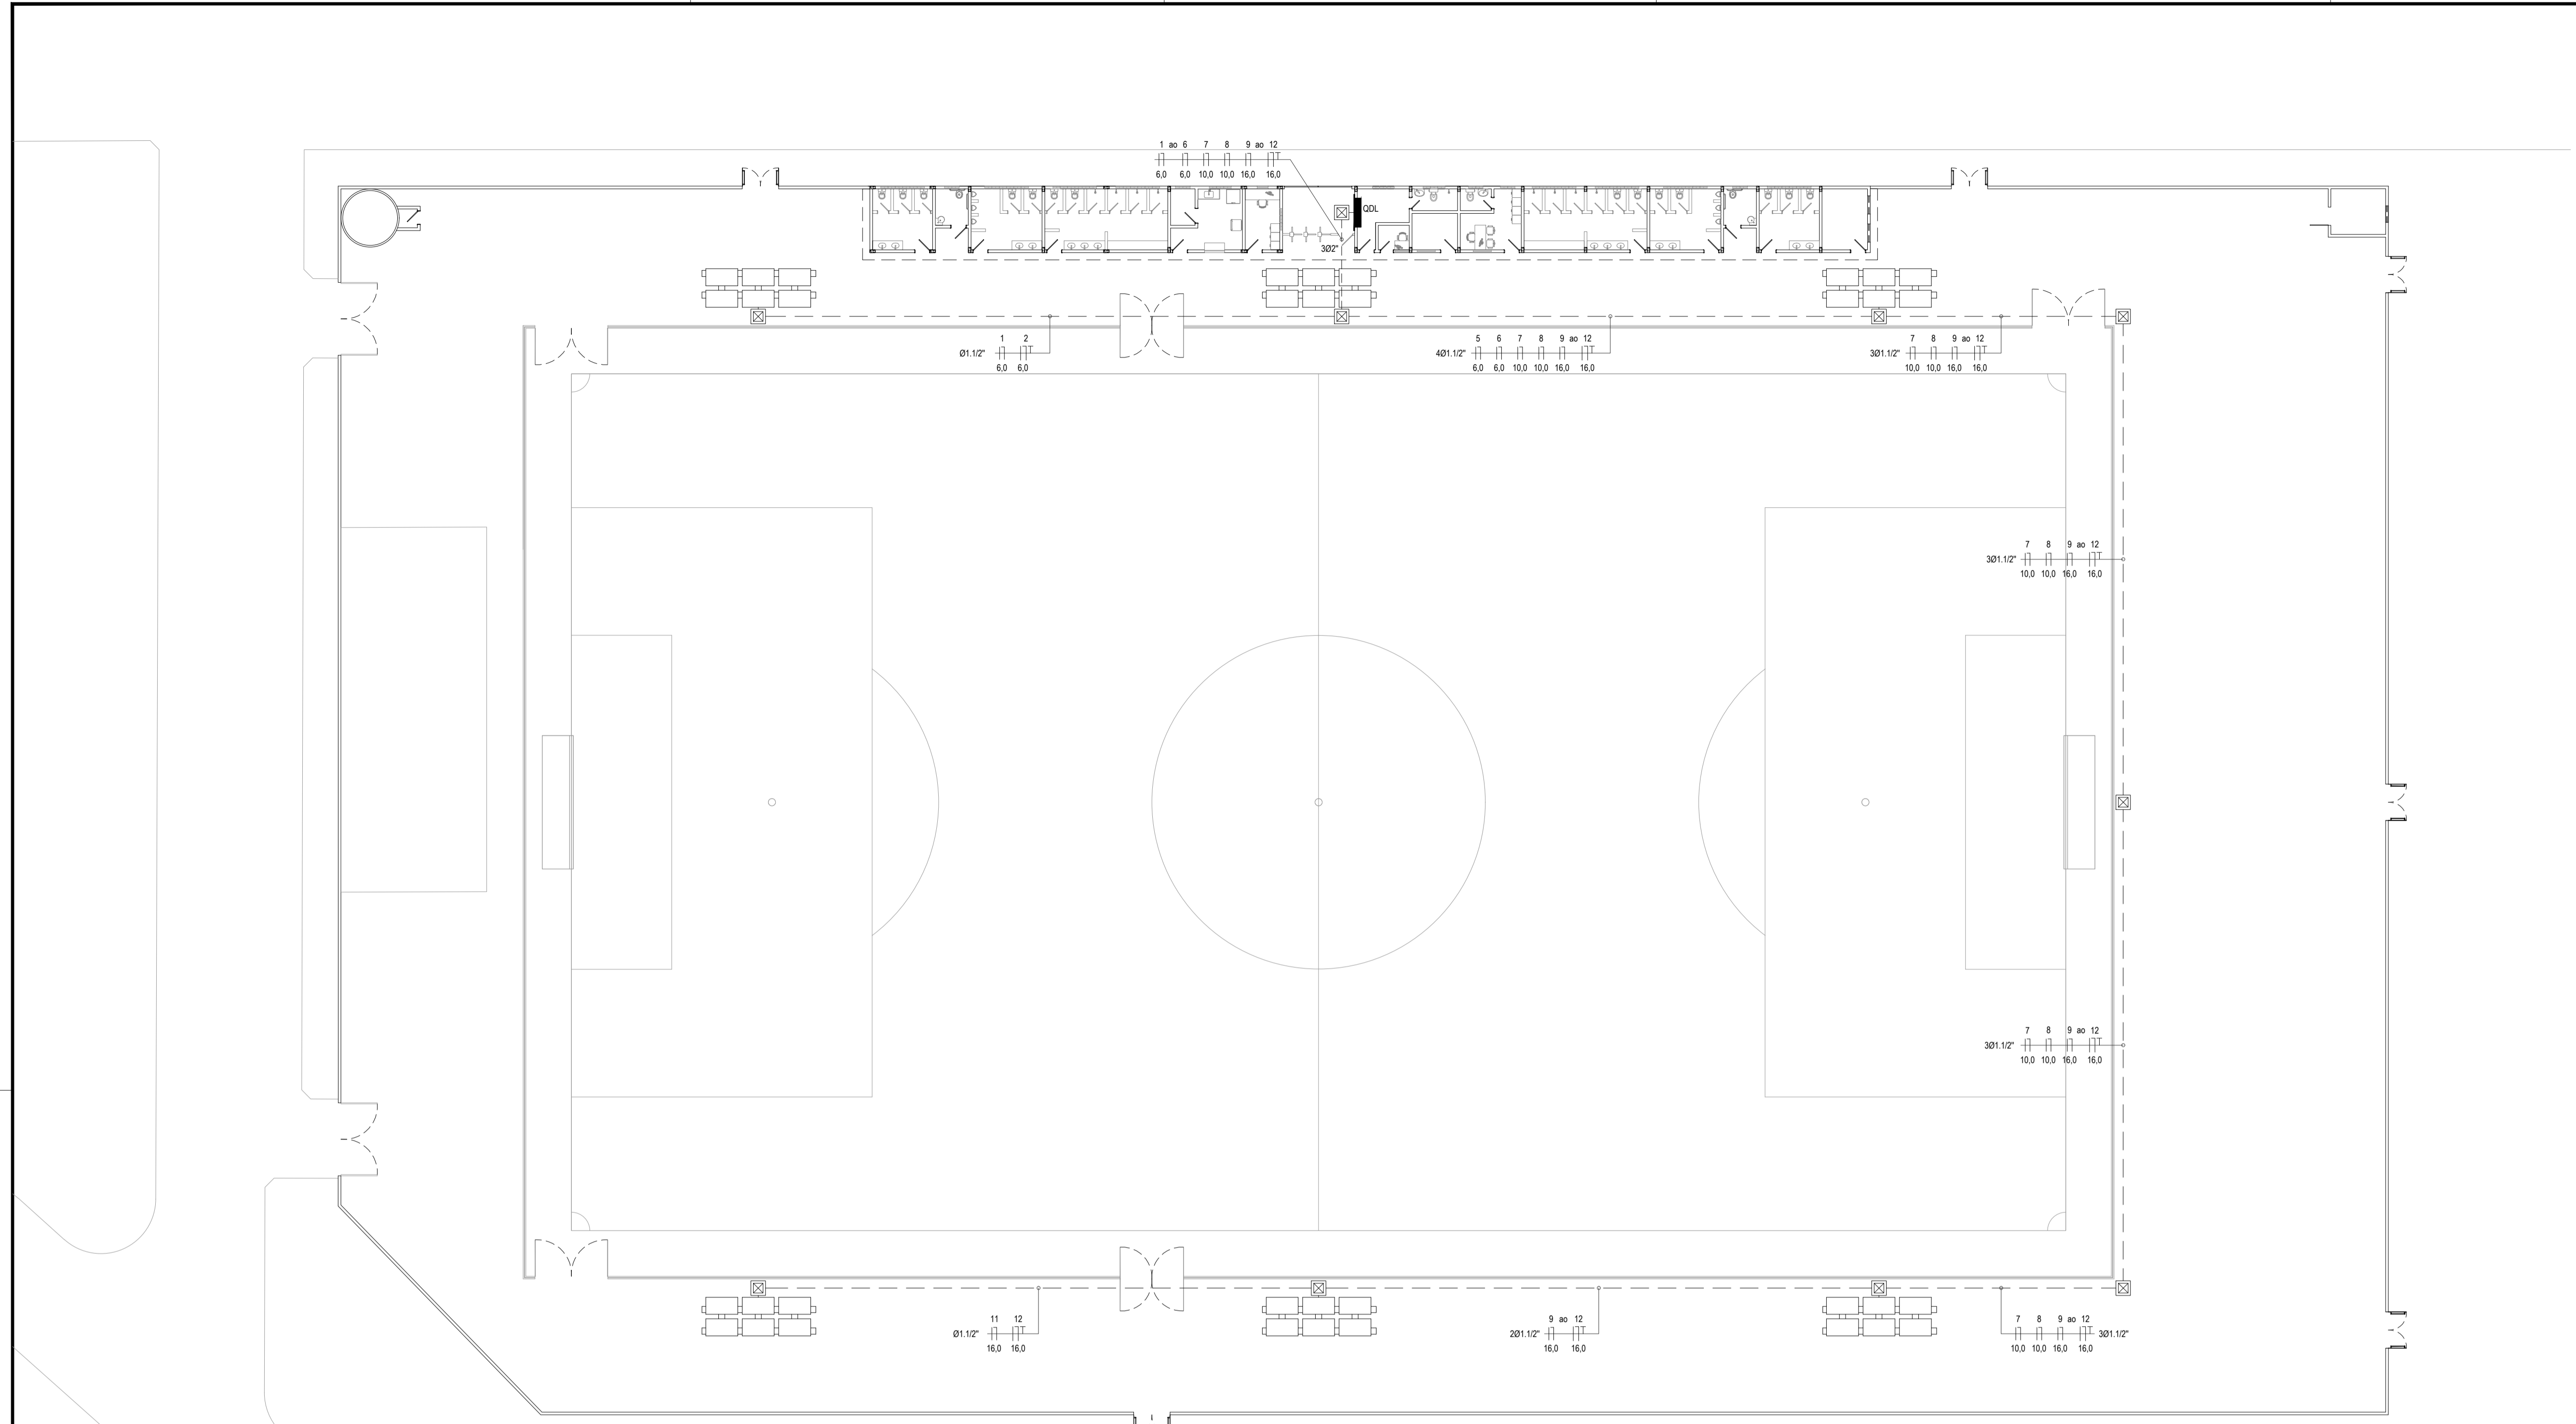 1 ao 6 7 8 9 ao 12
6,0 6,0 10,0 10,0 16,0 16,0
QDL
3Ø2"
1 2
Ø1.1/2"
6,0 6,0
5 6 7 8 9 ao 12
4Ø1.1/2"
6,0 6,0 10,0 10,0 16,0 16,0
7 8 9 ao 12
3Ø1.1/2"
10,0 10,0 16,0 16,0
7 8 9 ao 12
3Ø1.1/2"
10,0 10,0 16,0 16,0
7 8 9 ao 12
3Ø1.1/2"
10,0 10,0 16,0 16,0
11 12
Ø1.1/2"
16,0 16,0
9 ao 12
2Ø1.1/2"
16,0 16,0
7 8 9 ao 12
3Ø1.1/2"
10,0 10,0 16,0 16,0